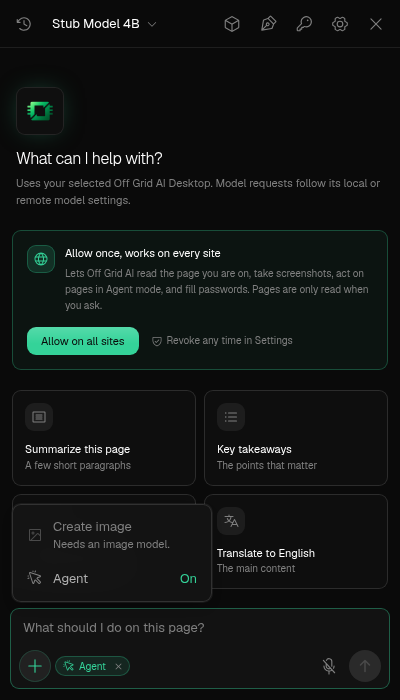 Stub Model 4B
What can I help with?
Uses your selected Off Grid AI Desktop. Model requests follow its local or
remote model settings.
Allow once, works on every site
Lets Off Grid AI read the page you are on, take screenshots, act on
pages in Agent mode, and fill passwords. Pages are only read when
you ask.
Allow on all sites
Revoke any time in Settings
Summarize this page
A few short paragraphs
Key takeaways
The points that matter
Create image
Needs an image model.
Agent
On
Translate to English
The main content
What should I do on this page?
Agent